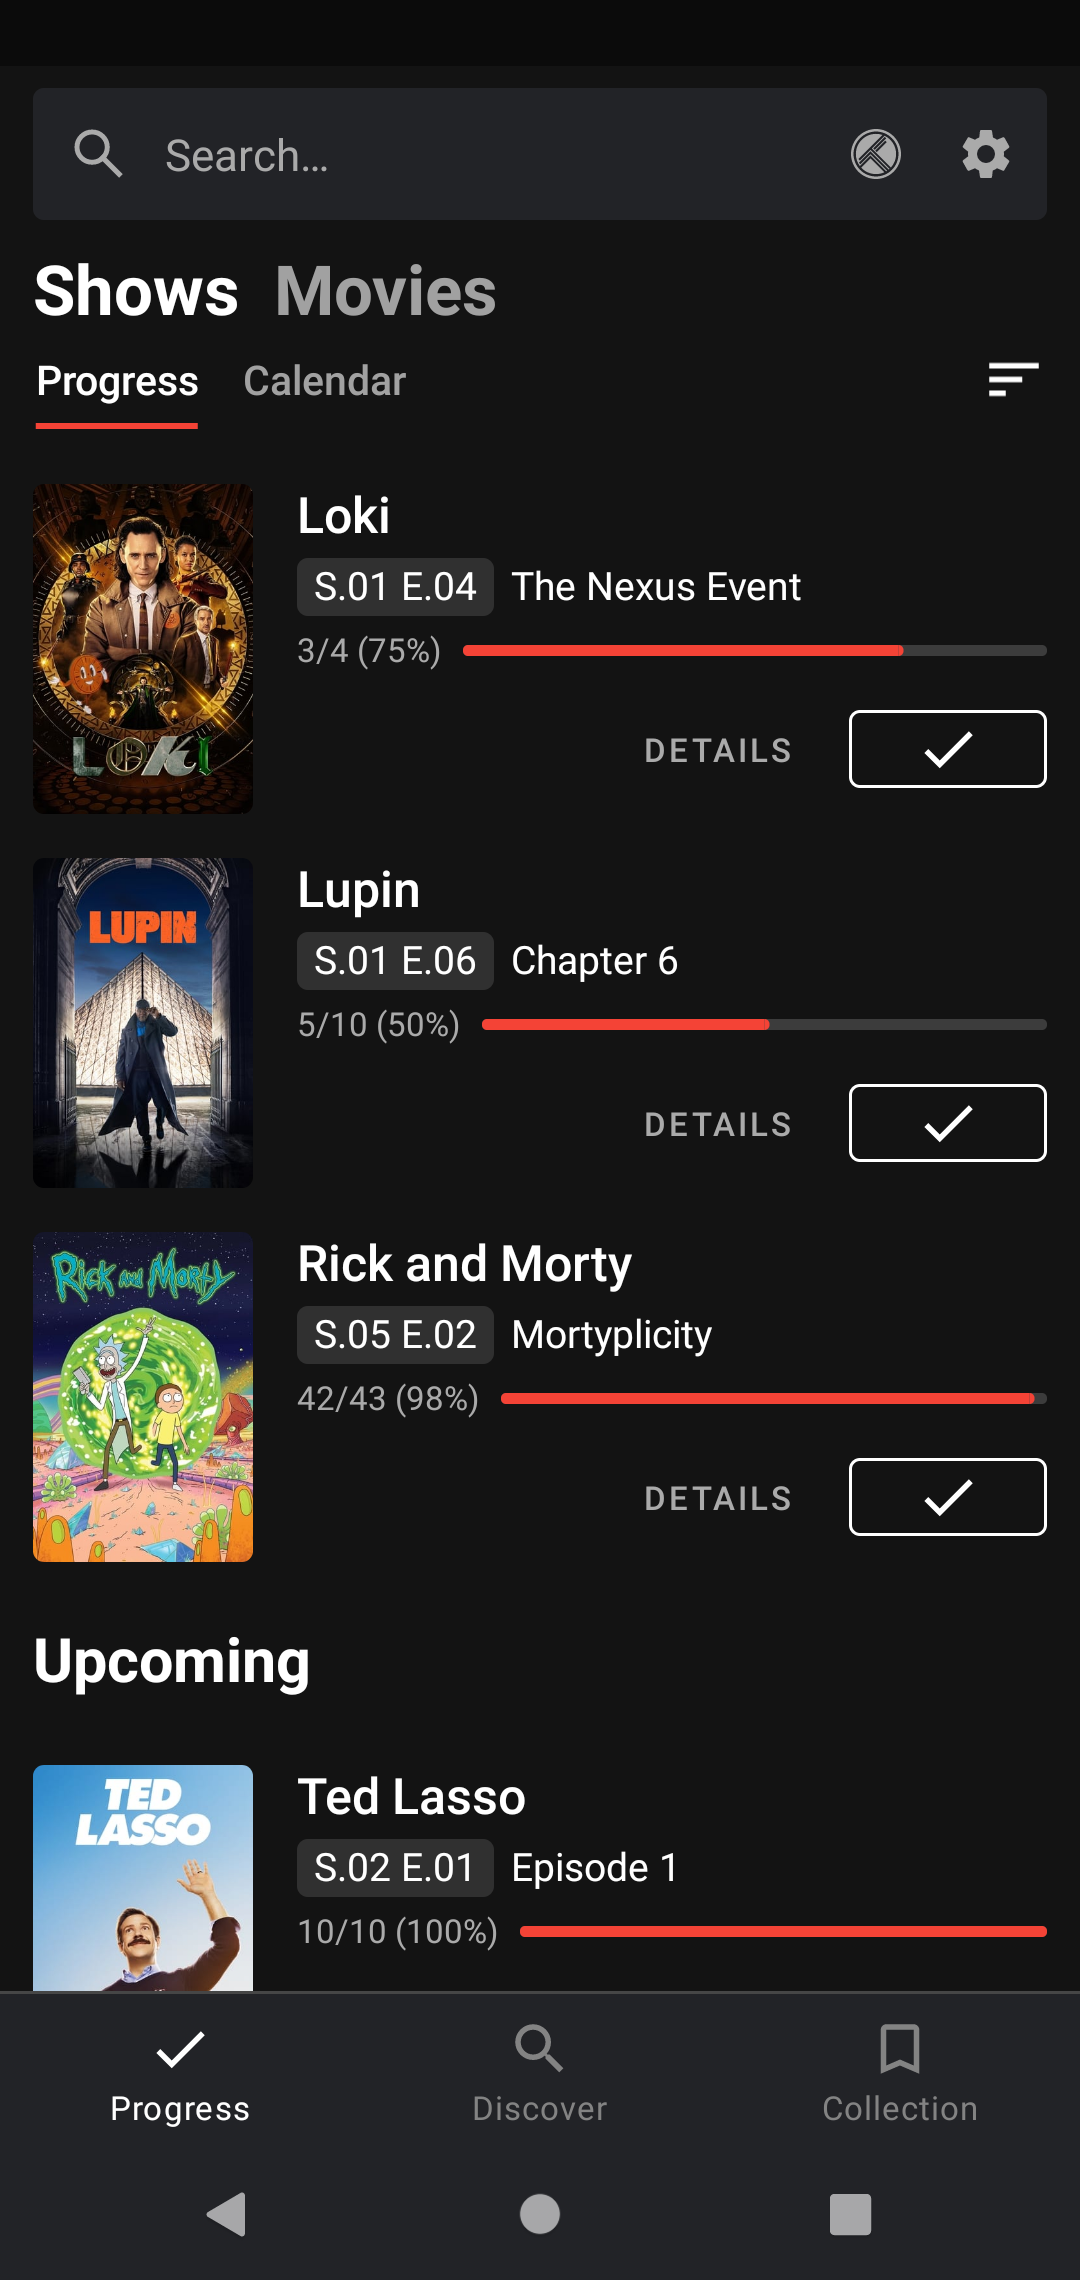 Search...
Shows Movies
Progress Calendar
LOKI
Loki
S.01 E.04 The Nexus Event
3/4 (75%)
DETAILS
LUPIN
Lupin
S.01 E.06 Chapter 6
5/10 (50%)
DETAILS
Rick and Morty
Rick and Morty
S.05 E.02 Mortyplicity
42/43 (98%)
DETAILS
Upcoming
TED
LASSO
Ted Lasso
S.02 E.01 Episode 1
10/10 (100%)
Progress Discover Collection